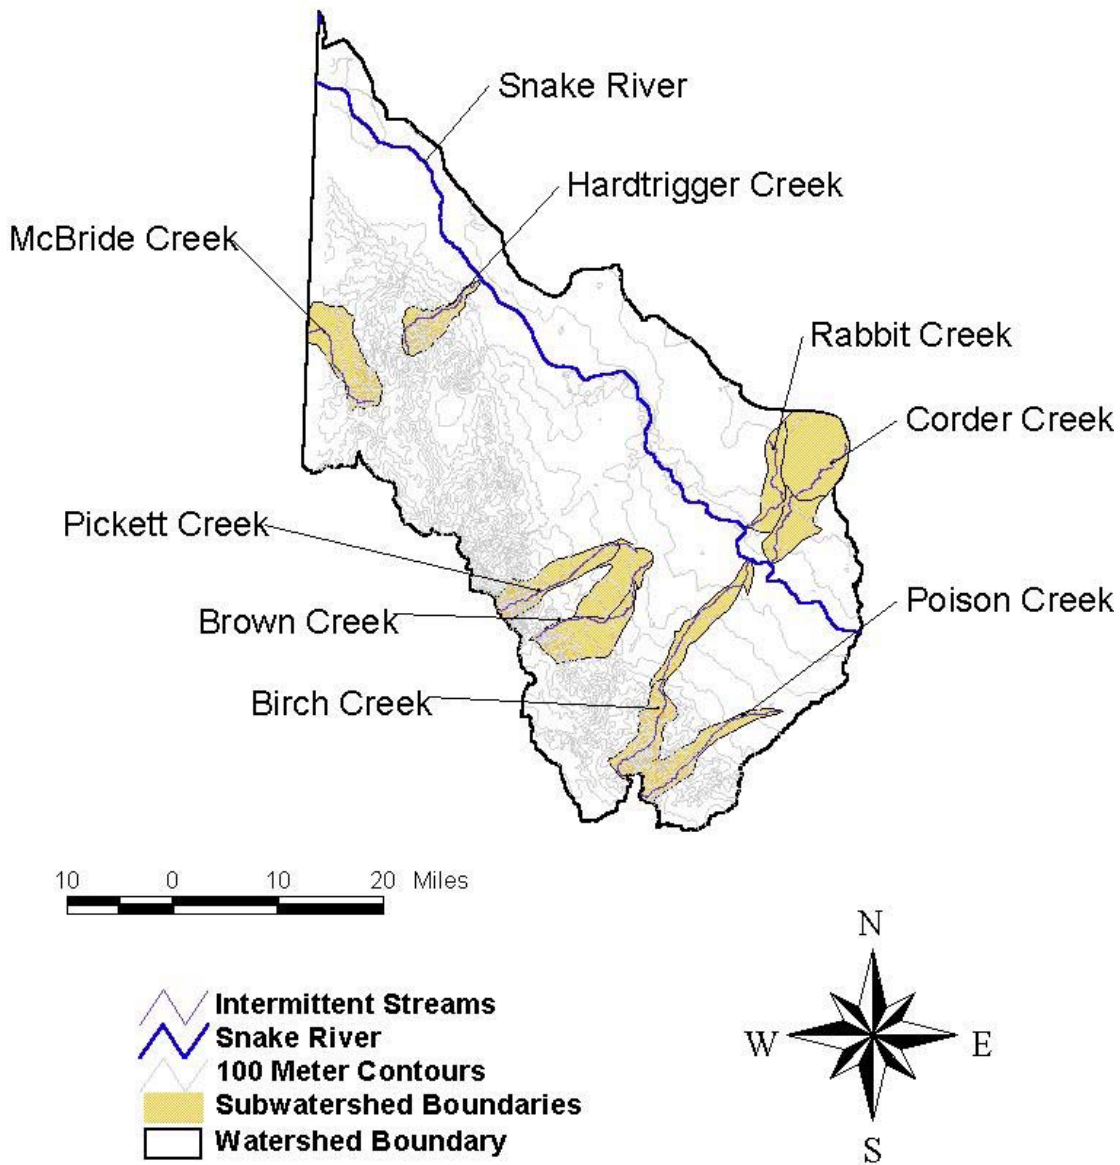 Snake River
Hardtrigger Creek
McBride Creek
Rabbit Creek
Corder Creek
Pickett Creek
Poison Creek
Brown Creek
Birch Creek
10 0 10 20 Miles
N
W E
S
Intermittent Streams
Snake River
100 Meter Contours
Subwatershed Boundaries
Watershed Boundary